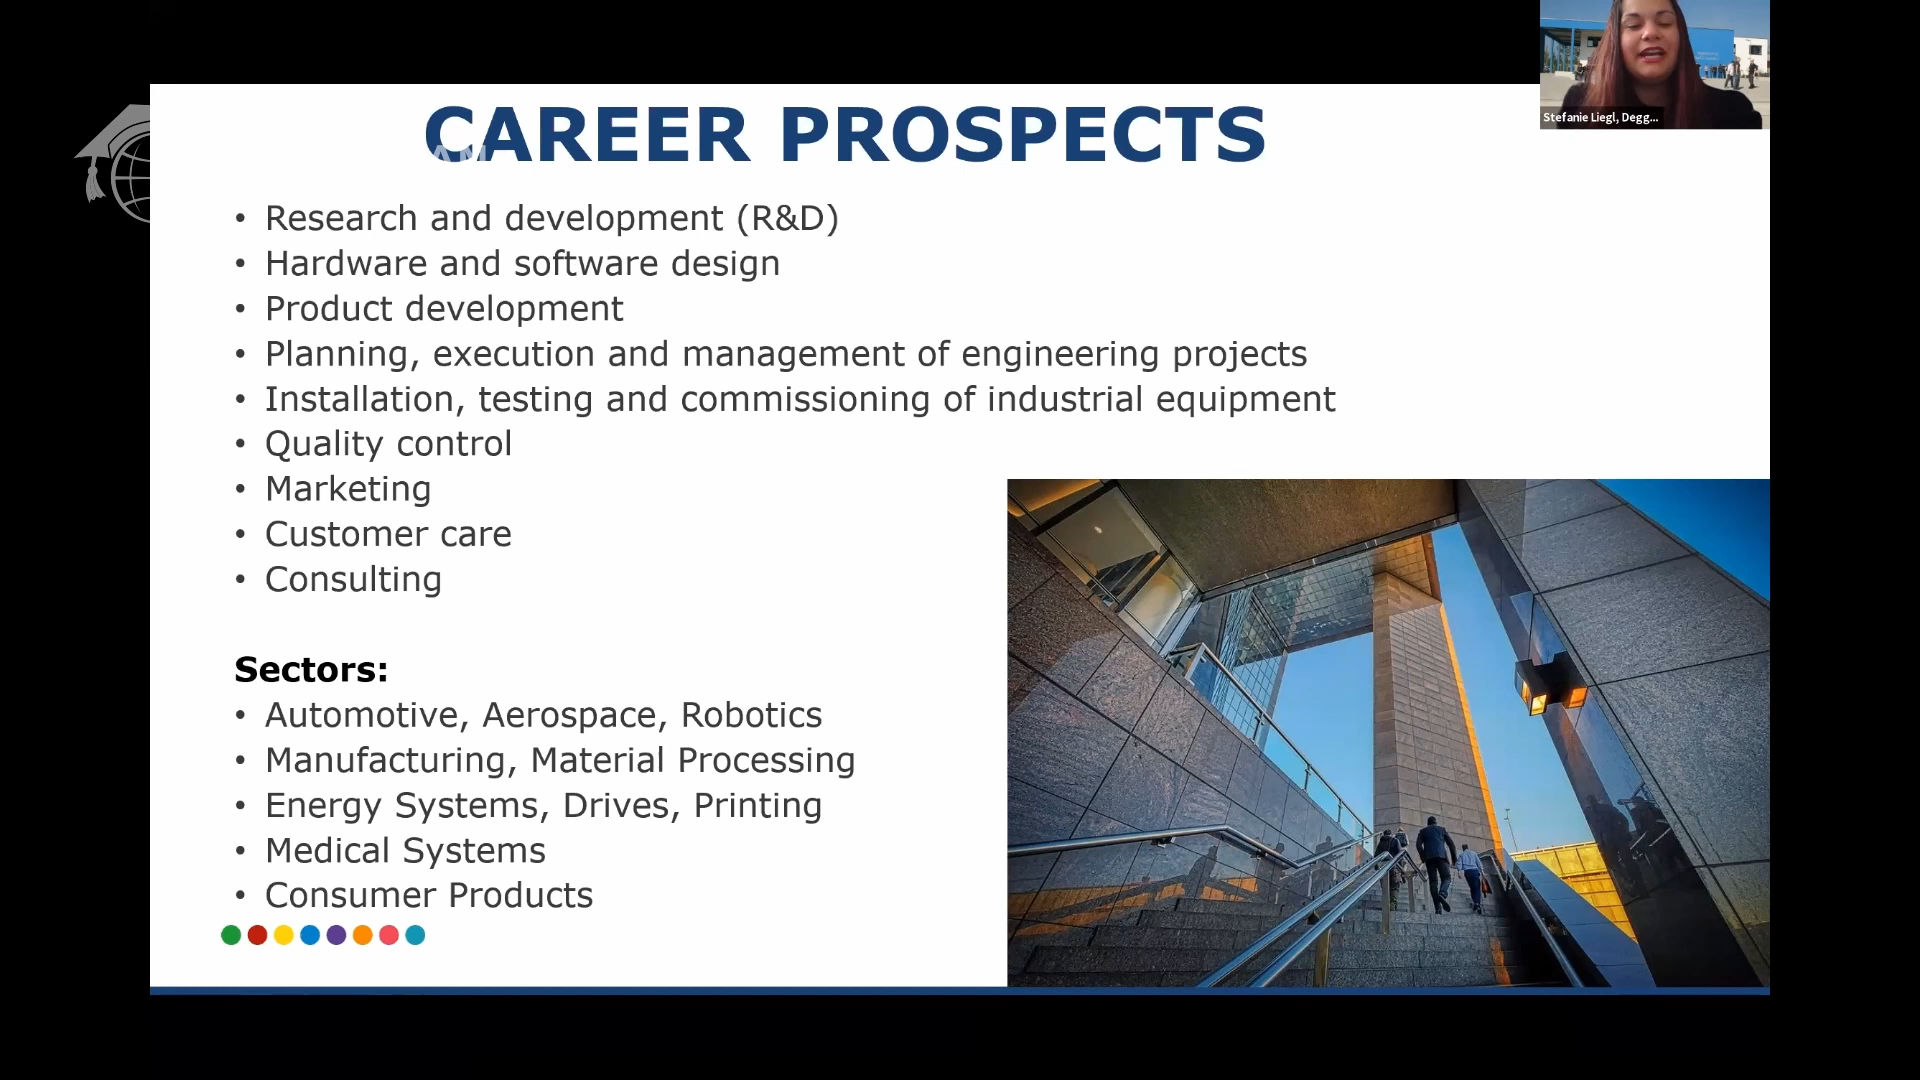 CAREER PROSPECTS
• Research and development (R&D)
• Hardware and software design
• Product development
• Planning, execution and management of engineering projects
• Installation, testing and commissioning of industrial equipment
• Quality control
• Marketing
• Customer care
• Consulting
Sectors:
• Automotive, Aerospace, Robotics
• Manufacturing, Material Processing
• Energy Systems, Drives, Printing
• Medical Systems
• Consumer Products
Stefanie Liegl, Degg...